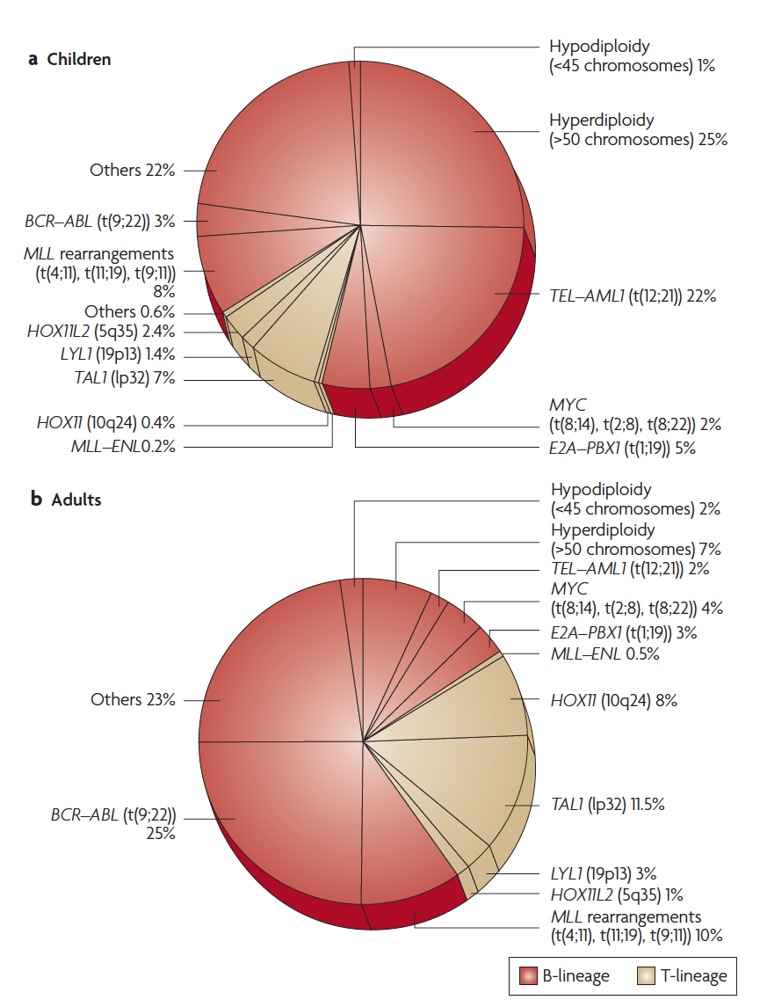 a Children
Hypodiploidy
(<45 chromosomes) 1%
Hyperdiploidy
(>50 chromosomes) 25%
Others 22%
BCR–ABL (t(9;22)) 3%
MLL rearrangements
(t(4;11), t(11;19), t(9;11))
8%
Others 0.6%
HOX11L2 (5q35) 2.4%
LYL1 (19p13) 1.4%
TAL1 (lp32) 7%
HOX11 (10q24) 0.4%
MLL–ENL0.2%
TEL–AML1 (t(12;21)) 22%
MYC
(t(8;14), t(2;8), t(8;22)) 2%
E2A–PBX1 (t(1;19)) 5%
b Adults
Hypodiploidy
(<45 chromosomes) 2%
Hyperdiploidy
(>50 chromosomes) 7%
TEL–AML1 (t(12;21)) 2%
MYC
(t(8;14), t(2;8), t(8;22)) 4%
E2A–PBX1 (t(1;19)) 3%
MLL–ENL 0.5%
Others 23%
HOX11 (10q24) 8%
BCR–ABL (t(9;22))
25%
TAL1 (lp32) 11.5%
LYL1 (19p13) 3%
HOX11L2 (5q35) 1%
MLL rearrangements
(t(4;11), t(11;19), t(9;11)) 10%
B-lineage
T-lineage